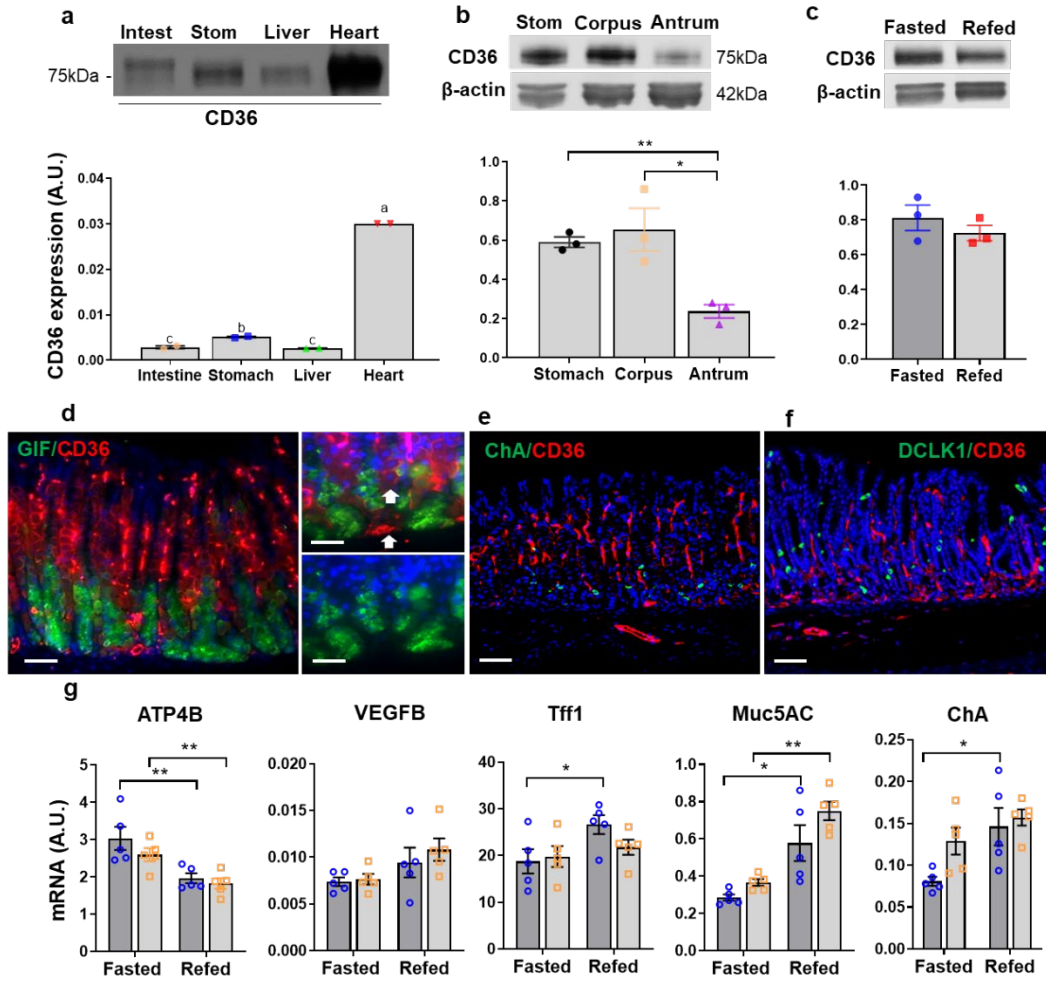 a
Intest Stom Liver Heart
75kDa -
CD36
CD36 expression (A.U.)
0.04
0.03
0.02
0.01
0.005
0.00
c
b
c
a
Intestine Stomach Liver Heart
b
Stom Corpus Antrum
CD36
75kDa
β-actin
42kDa
**
*
1.0
0.8
0.6
0.4
0.2
0.0
Stomach Corpus Antrum
c
Fasted Refed
CD36
β-actin
1.0
0.8
0.6
0.4
0.2
0.0
Fasted Refed
d
GIF/CD36
e
ChA/CD36
f
DCLK1/CD36
g
mRNA (A.U.)
ATP4B
**
**
5
4
3
2
1
0
Fasted Refed
VEGFB
0.020
0.015
0.010
0.005
0.000
Fasted Refed
Tff1
*
40
30
20
10
0
Fasted Refed
Muc5AC
**
*
1.0
0.8
0.6
0.4
0.2
0.0
Fasted Refed
ChA
*
0.25
0.20
0.15
0.10
0.05
0.00
Fasted Refed